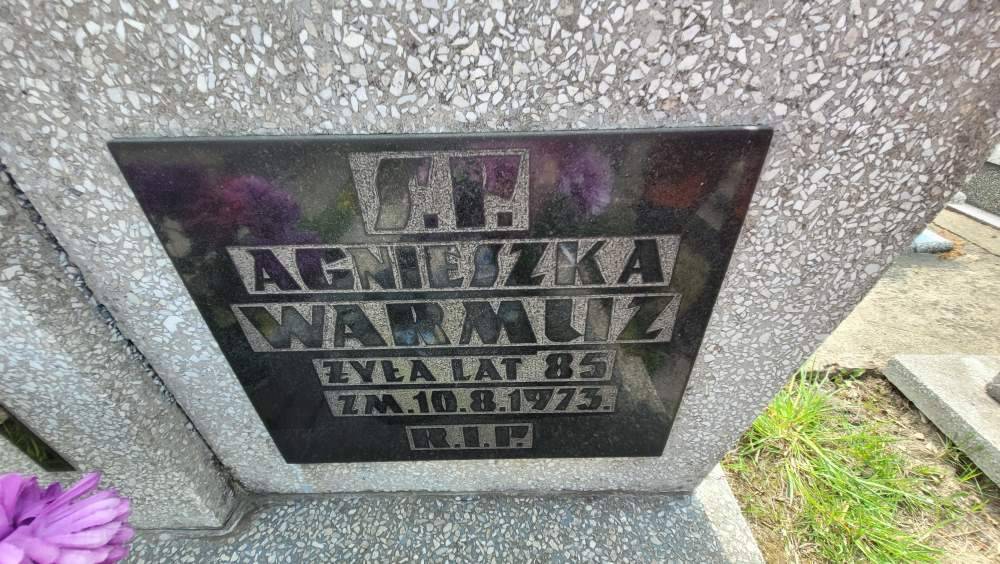 Ś.P.
AGNIESZKA
WARMUZ
ŻYŁA LAT 85
ZM. 10.8.1973.
R.I.P.